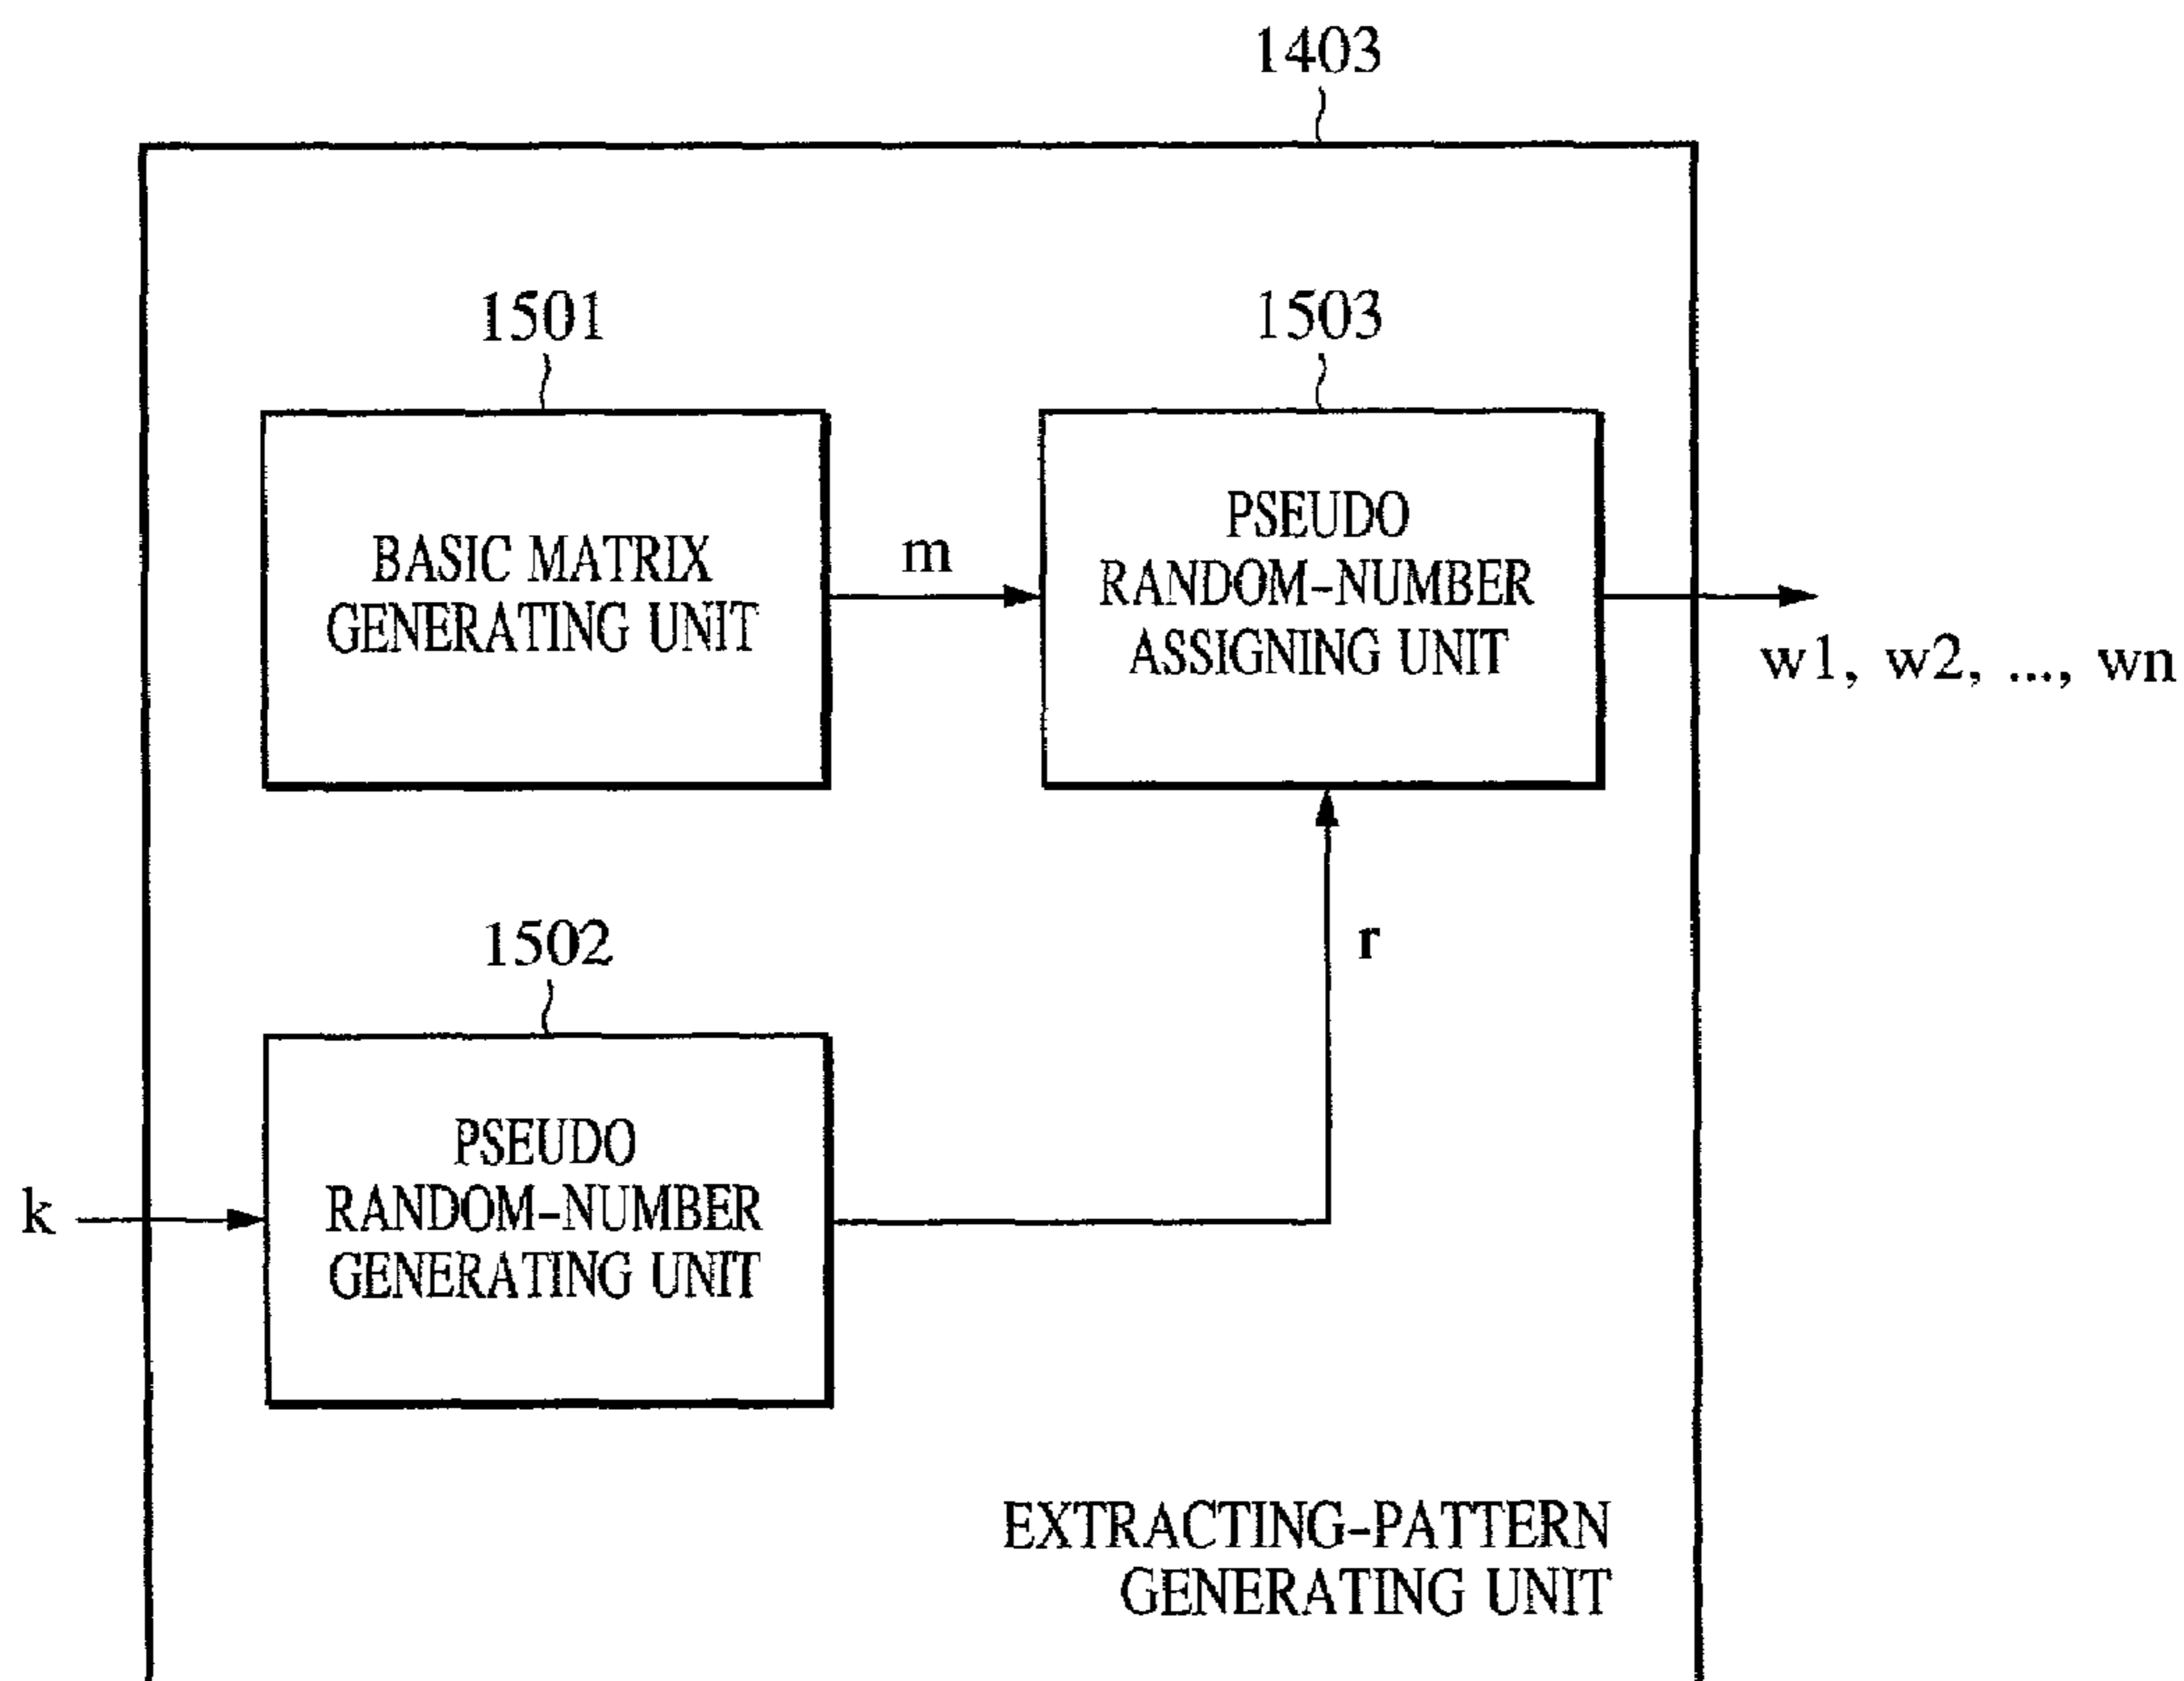 1403
1501
1503
BASIC MATRIX
GENERATING UNIT
m
PSEUDO
RANDOM-NUMBER
ASSIGNING UNIT
w1, w2, ..., wn
1502
r
k
PSEUDO
RANDOM-NUMBER
GENERATING UNIT
EXTRACTING-PATTERN
GENERATING UNIT